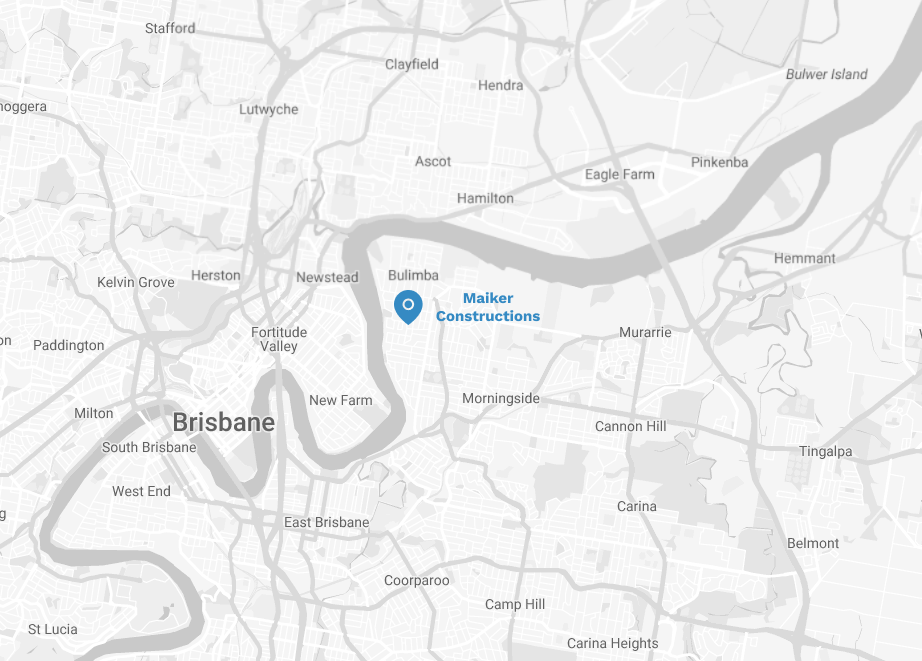 Stafford
Clayfield
Bulwer Island
Hendra
noggera
Lutwyche
Ascot
Pinkenba
Eagle Farm
Hamilton
Hemmant
Herston
Newstead
Bulimba
Kelvin Grove
Maiker
Constructions
Fortitude
Valley
Murarrie
on
Paddington
New Farm
Morningside
Milton
Brisbane
Cannon Hill
South Brisbane
Tingalpa
West End
Carina
g
East Brisbane
Belmont
Coorparoo
Camp Hill
St Lucia
Carina Heights